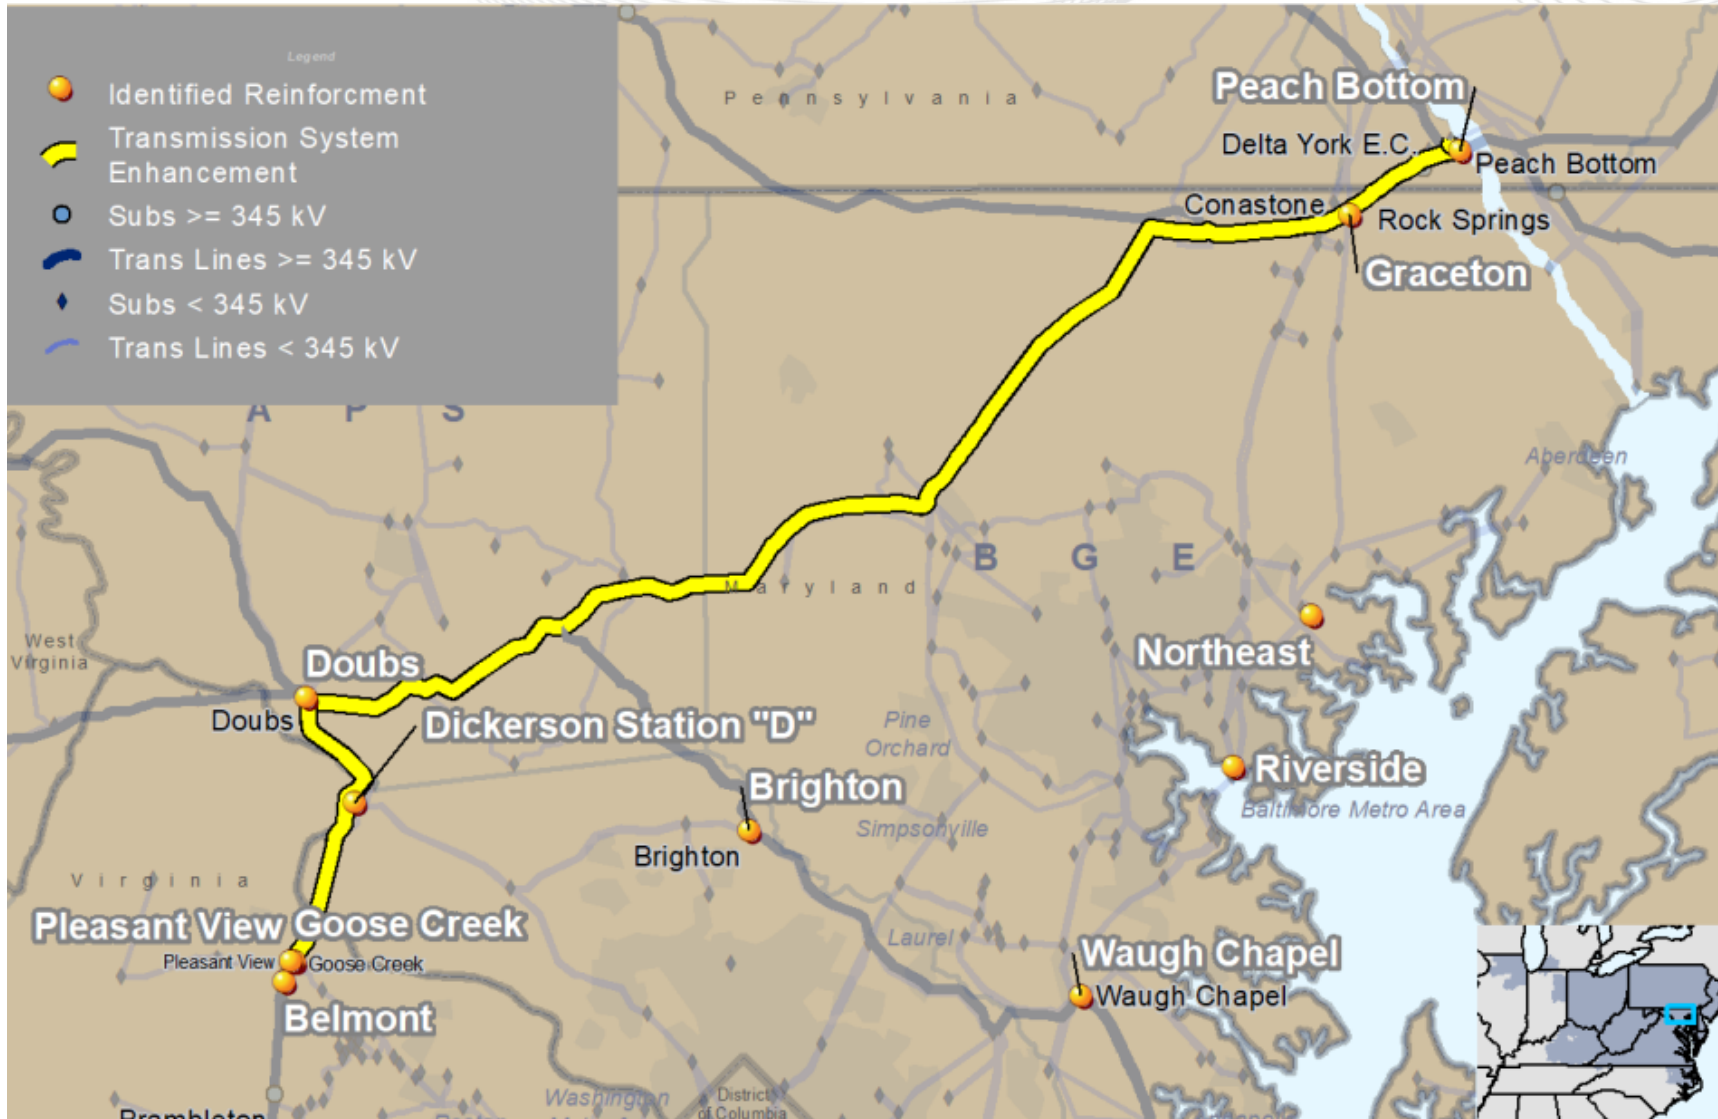 Legend
Identified Reinforcment
Transmission System
Enhancement
Subs >= 345 kV
Trans Lines >= 345 kV
Subs < 345 kV
Trans Lines < 345 kV
Pennsylvania
Peach Bottom
Delta York E.C.
Peach Bottom
Conastone
Rock Springs
Graceton
A P S
Aberdeen
B G E
Maryland
West
Virginia
Northeast
Doubs
Doubs
Dickerson Station "D"
Pine
Orchard
Riverside
Brighton
Baltimore Metro Area
Simpsonville
Brighton
Virginia
Pleasant View Goose Creek
Laurel
Waugh Chapel
Pleasant View
Goose Creek
Waugh Chapel
Belmont
Washington
District
of Columbia
Brambleton